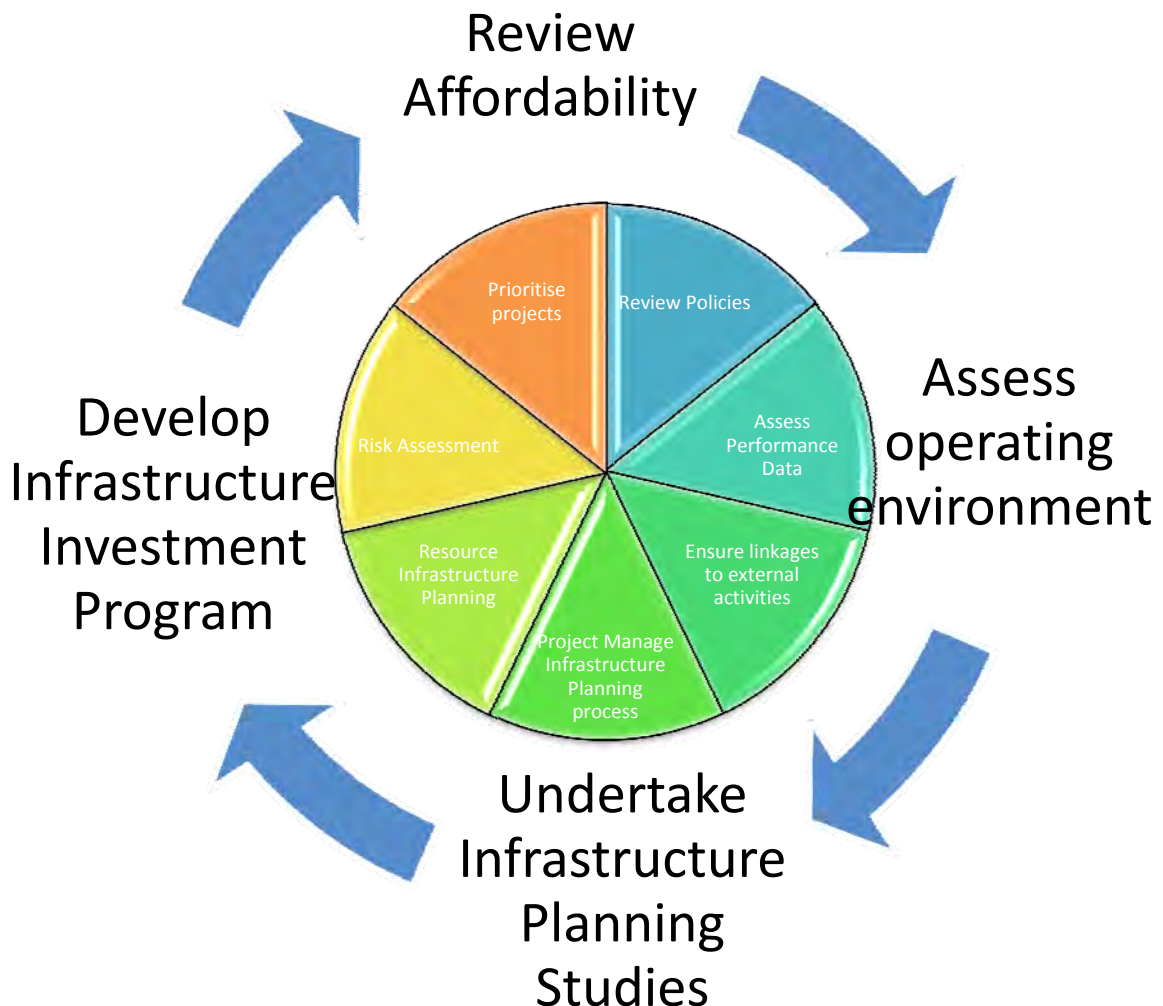 Review
Affordability
Prioritise
projects
Review Policies
Assess
operating
environment
Assess
Performance
Data
Develop
Infrastructure
Investment
Program
Risk Assessment
Resource
Infrastructure
Planning
Ensure linkages
to external
activities
Project Manage
Infrastructure
Planning
process
Undertake
Infrastructure
Planning
Studies